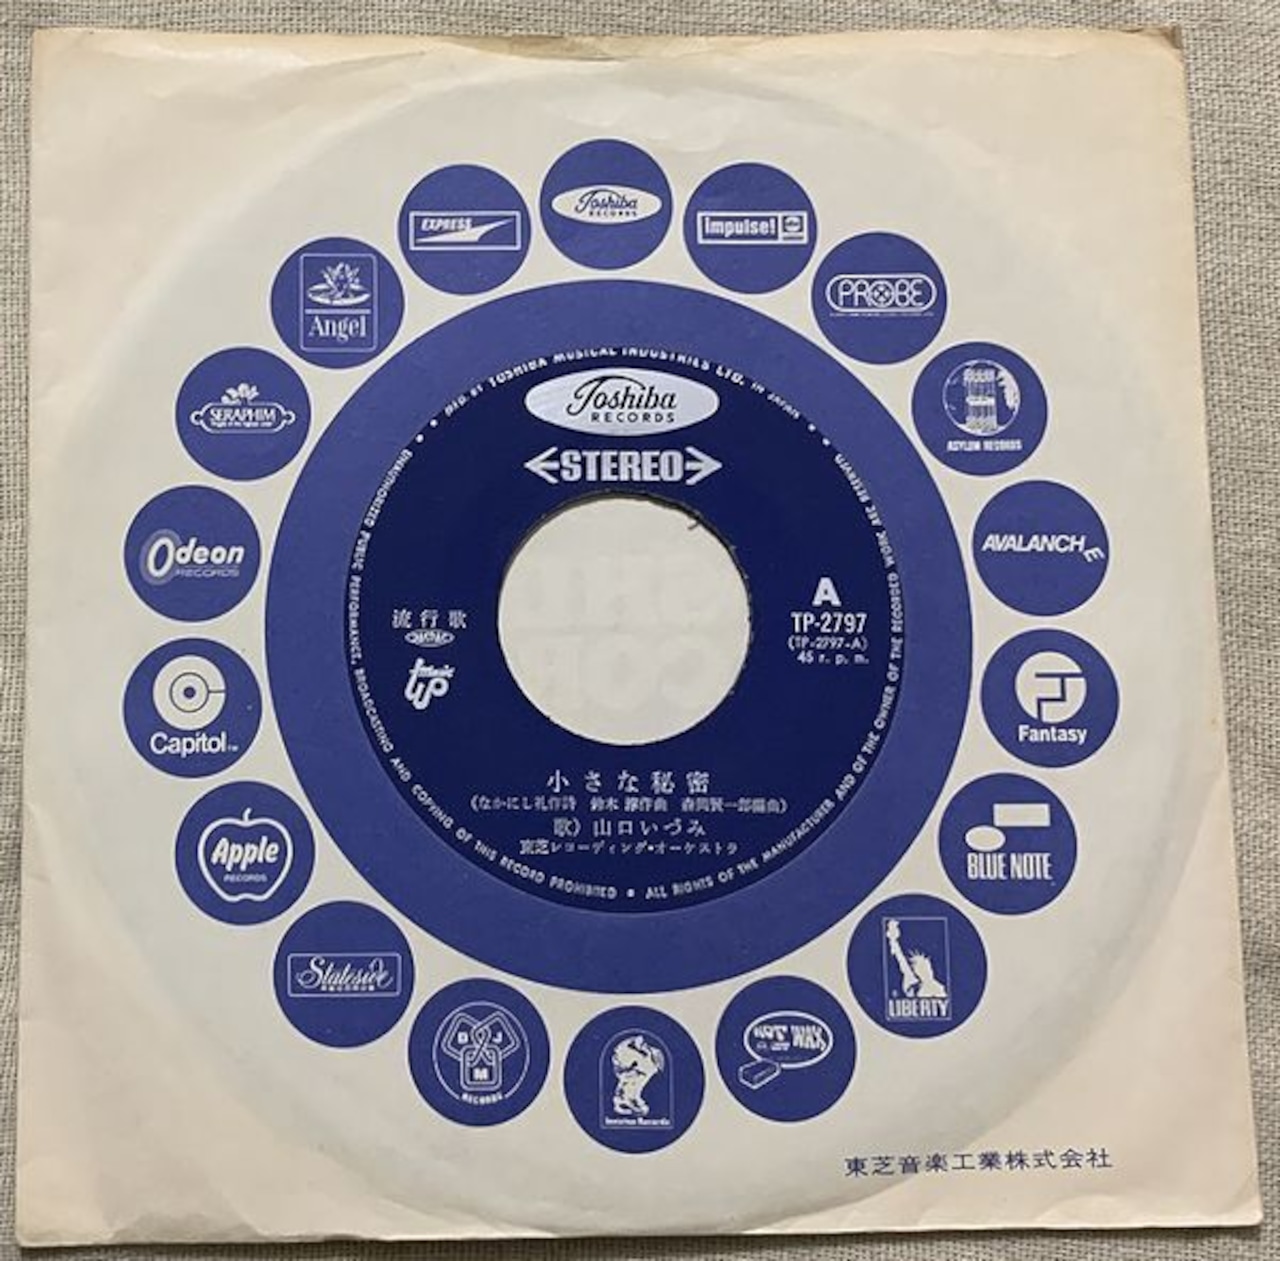 Toshiba
RECORDS
EXPRESS
impulse!
Angel
PROBE
SERAPHIM
ASYLUM RECORDS
Odeon
RECORDS
AVALANCHE
Capitol
Fantasy
Apple
RECORDS
BLUE NOTE
Stateside
LIBERTY
DJM
RECORDS
HOT WAX
Invictus Records
MFD. BY TOSHIBA MUSICAL INDUSTRIES LTD. IN JAPAN
Toshiba
RECORDS
STEREO
UNAUTHORIZED PUBLIC PERFORMANCE, BROADCASTING AND COPYING OF THIS RECORD PROHIBITED • ALL RIGHTS OF THE MANUFACTURER AND OF THE OWNER OF THE RECORDED WORK ARE RESERVED
A
TP-2797
(TP-2797-A)
45 r.p.m.
流行歌
music
小さな秘密
(なかにし礼作詩 鈴木 淳作曲 森岡賢一郎編曲)
歌) 山口いづみ
東芝レコーディング・オーケストラ
東芝音楽工業株式会社